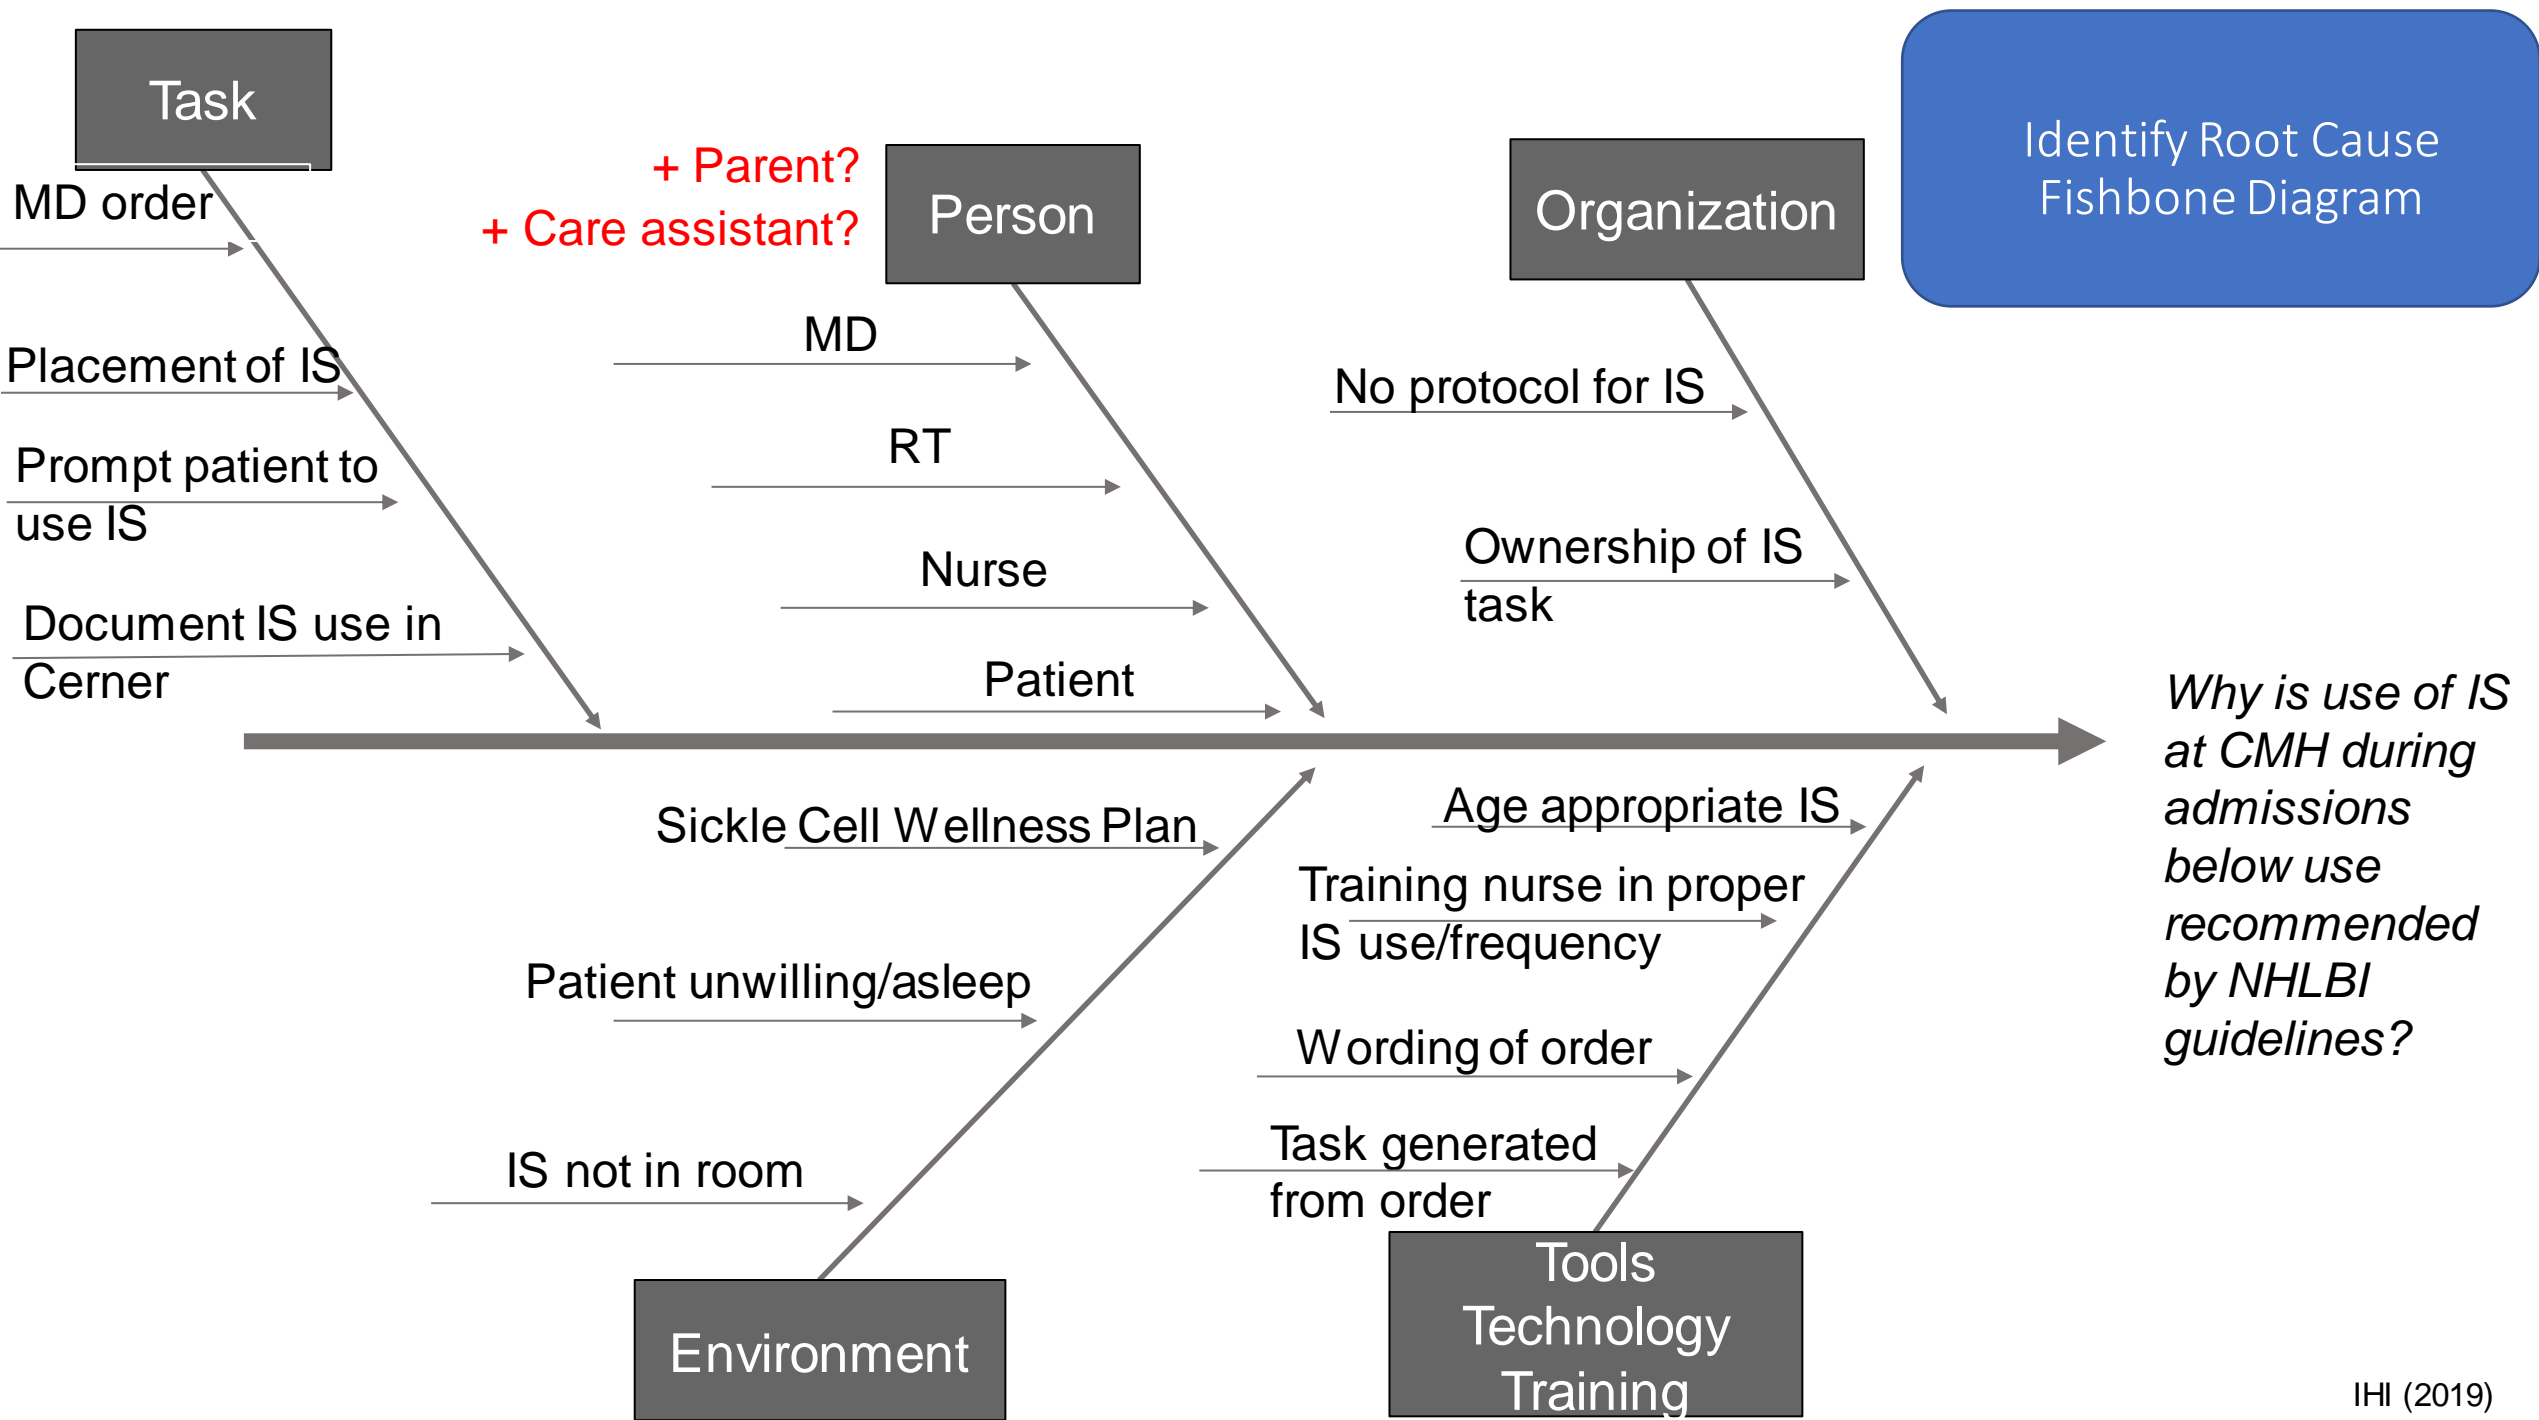 Identify Root Cause
Fishbone Diagram
Task
MD order
Placement of IS
Prompt patient to
use IS
Document IS use in
Cerner
+ Parent?
+ Care assistant?
Person
MD
RT
Nurse
Patient
Organization
No protocol for IS
Ownership of IS
task
Why is use of IS
at CMH during
admissions
below use
recommended
by NHLBI
guidelines?
Sickle Cell Wellness Plan
Patient unwilling/asleep
IS not in room
Environment
Age appropriate IS
Training nurse in proper
IS use/frequency
Wording of order
Task generated
from order
Tools
Technology
Training
IHI (2019)